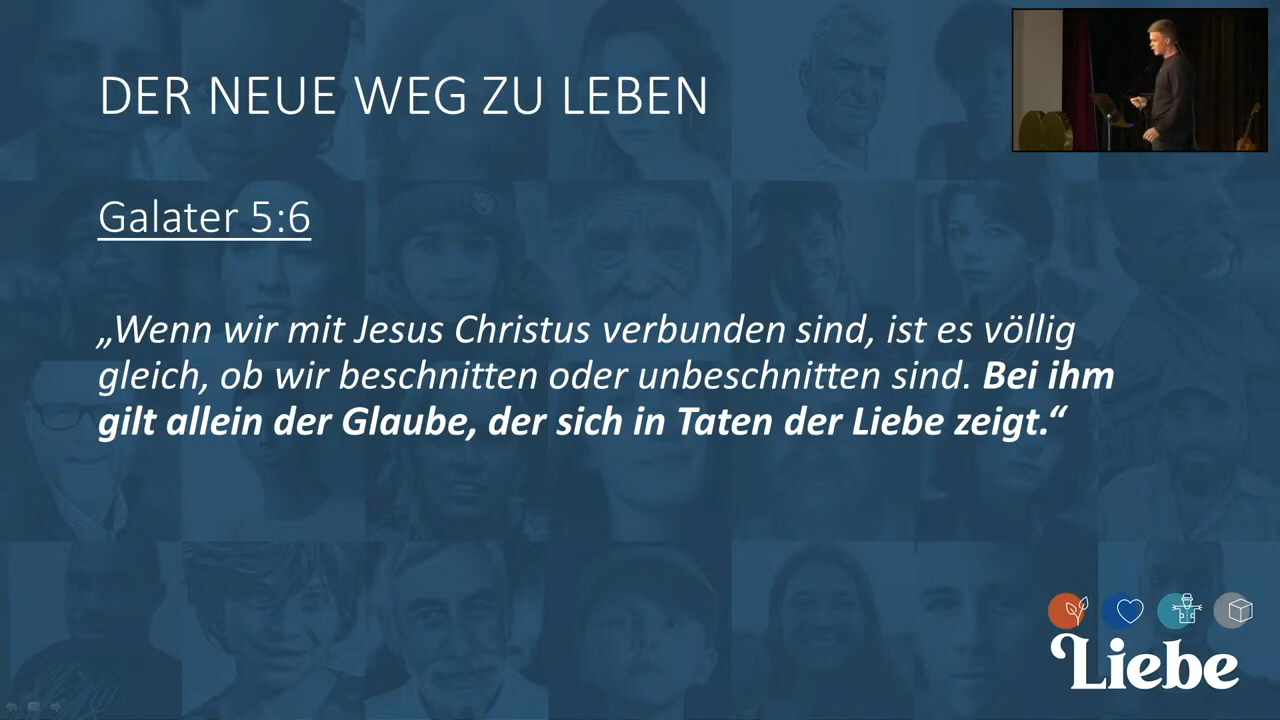 DER NEUE WEG ZU LEBEN
Galater 5:6
„Wenn wir mit Jesus Christus verbunden sind, ist es völlig
gleich, ob wir beschnitten oder unbeschnitten sind. Bei ihm
gilt allein der Glaube, der sich in Taten der Liebe zeigt.“
Liebe